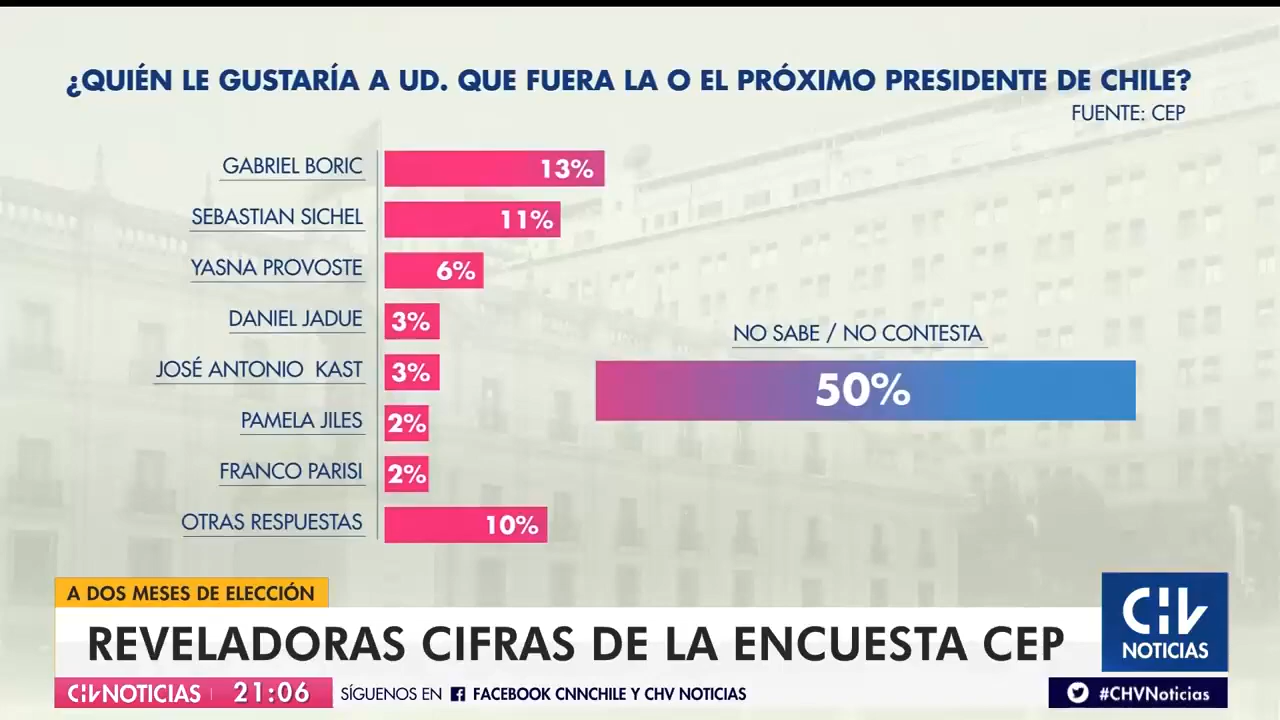 ¿QUIÉN LE GUSTARÍA A UD. QUE FUERA LA O EL PRÓXIMO PRESIDENTE DE CHILE?
FUENTE: CEP
GABRIEL BORIC 13%
SEBASTIAN SICHEL 11%
YASNA PROVOSTE 6%
DANIEL JADUE 3%
JOSÉ ANTONIO KAST 3%
PAMELA JILES 2%
FRANCO PARISI 2%
OTRAS RESPUESTAS 10%
NO SABE / NO CONTESTA
50%
A DOS MESES DE ELECCIÓN
REVELADORAS CIFRAS DE LA ENCUESTA CEP
CHV
NOTICIAS
CHVNOTICIAS 21:06 SÍGUENOS EN FACEBOOK CNNCHILE Y CHV NOTICIAS #CHVNoticias